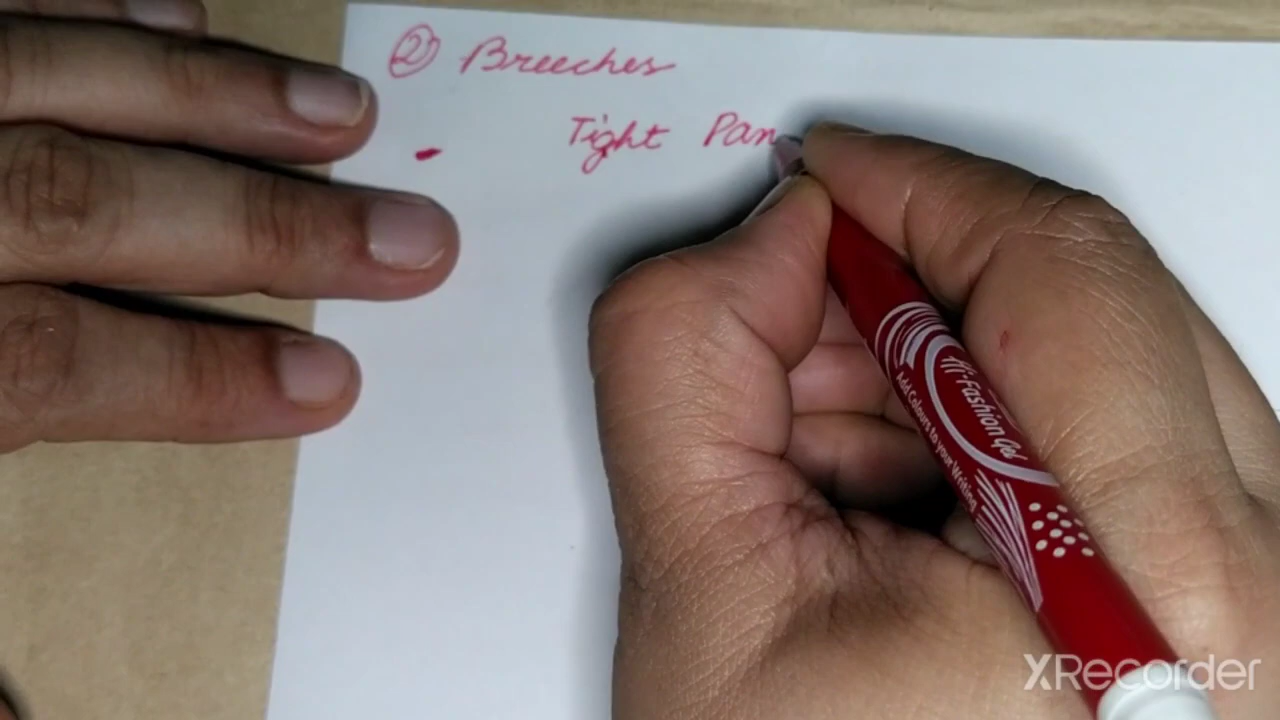 ② Breeches
Tight Pan
Hi-Fashion Gel
Add Colours to your Writing
XRecorder